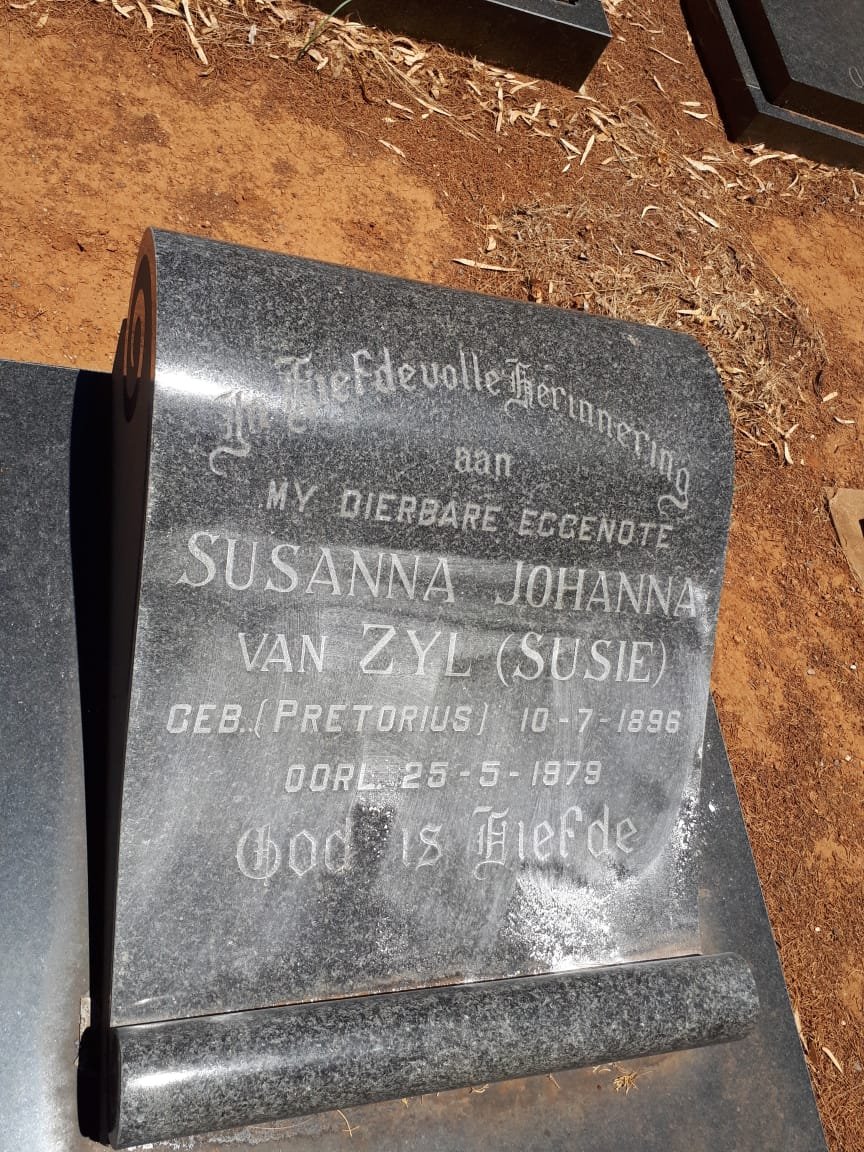 In Liefdevolle Herinnering
aan
MY DIERBARE EGGENOTE
SUSANNA JOHANNA
VAN ZYL (SUSIE)
GEB. (PRETORIUS) 10-7-1896
OORL. 25-5-1979
God is Liefde